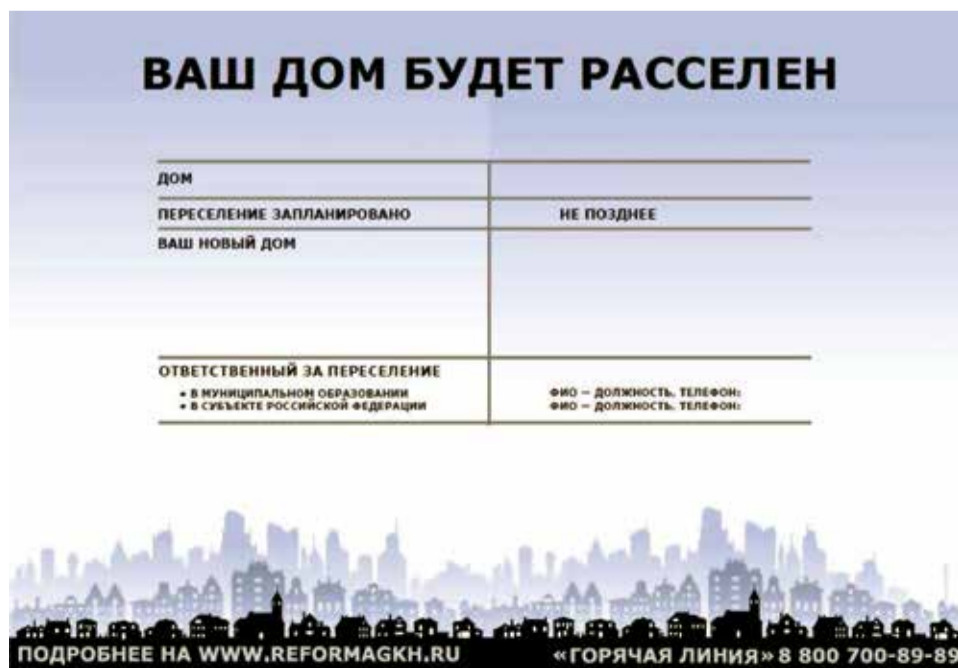 ВАШ ДОМ БУДЕТ РАССЕЛЕН
ДОМ
ПЕРЕСЕЛЕНИЕ ЗАПЛАНИРОВАНО НЕ ПОЗДНЕЕ
ВАШ НОВЫЙ ДОМ
ОТВЕТСТВЕННЫЙ ЗА ПЕРЕСЕЛЕНИЕ
• В МУНИЦИПАЛЬНОМ ОБРАЗОВАНИИ ФИО — ДОЛЖНОСТЬ, ТЕЛЕФОН:
• В СУБЪЕКТЕ РОССИЙСКОЙ ФЕДЕРАЦИИ ФИО — ДОЛЖНОСТЬ, ТЕЛЕФОН:
ПОДРОБНЕЕ НА WWW.REFORMAGKH.RU «ГОРЯЧАЯ ЛИНИЯ» 8 800 700-89-89